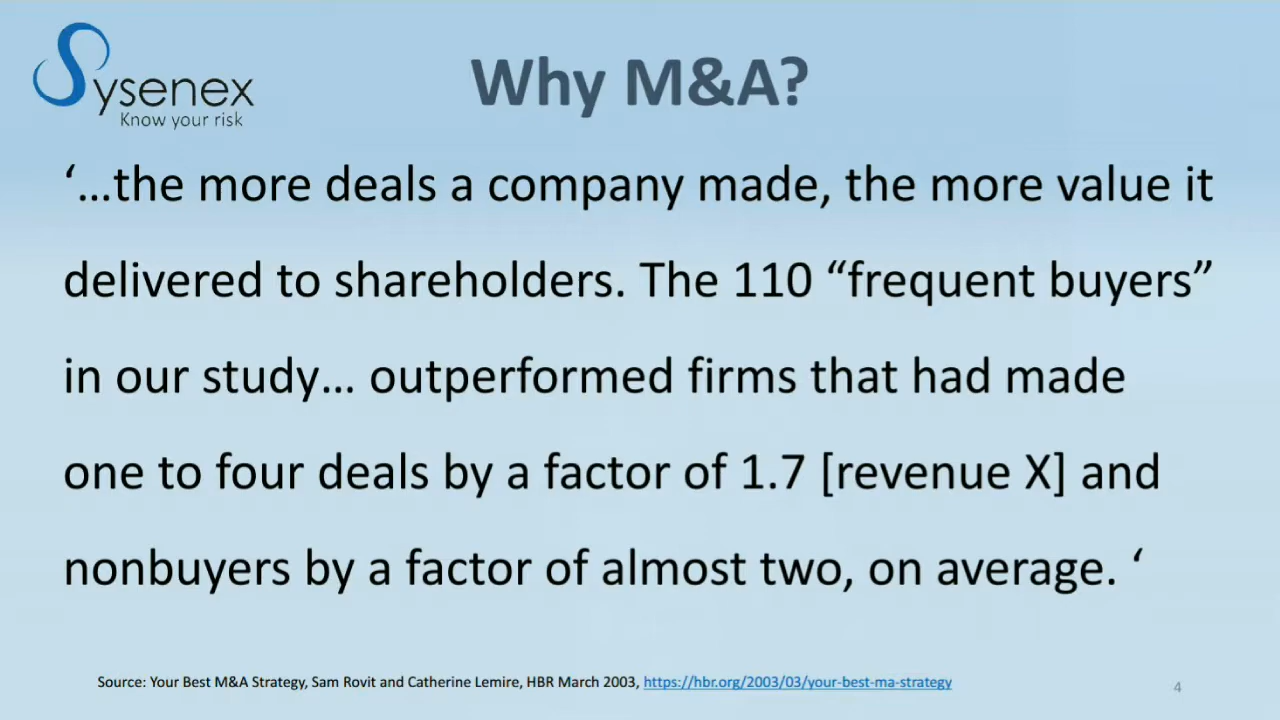 Sysenex
Know your risk
Why M&A?
‘…the more deals a company made, the more value it
delivered to shareholders. The 110 “frequent buyers”
in our study… outperformed firms that had made
one to four deals by a factor of 1.7 [revenue X] and
nonbuyers by a factor of almost two, on average. ‘
Source: Your Best M&A Strategy, Sam Rovit and Catherine Lemire, HBR March 2003, https://hbr.org/2003/03/your-best-ma-strategy
4